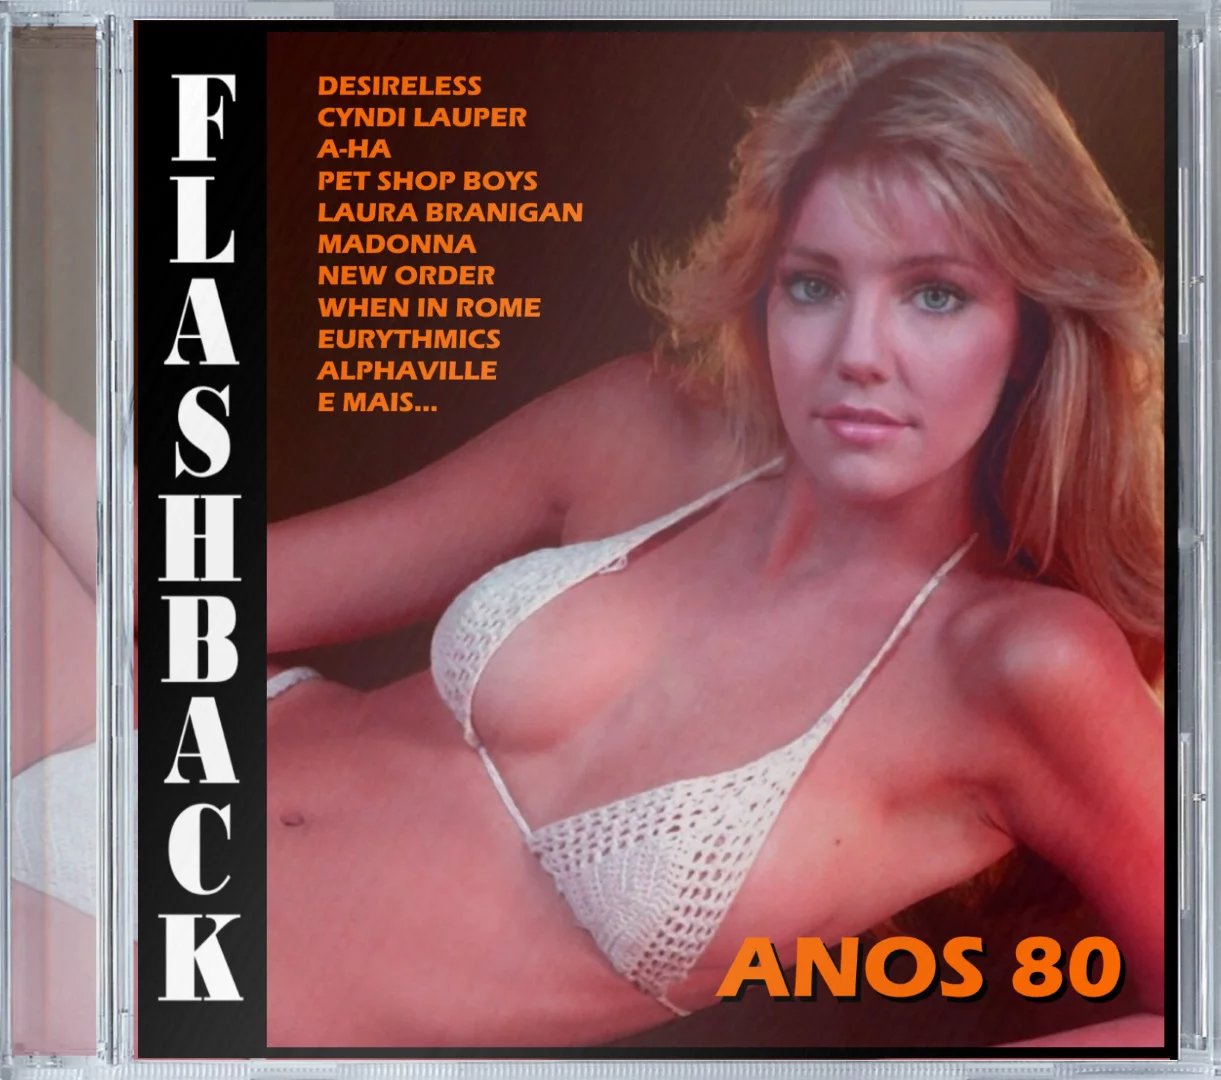 FLASHBACK
DESIRELESS
CYNDI LAUPER
A-HA
PET SHOP BOYS
LAURA BRANIGAN
MADONNA
NEW ORDER
WHEN IN ROME
EURYTHMICS
ALPHAVILLE
E MAIS...
ANOS 80